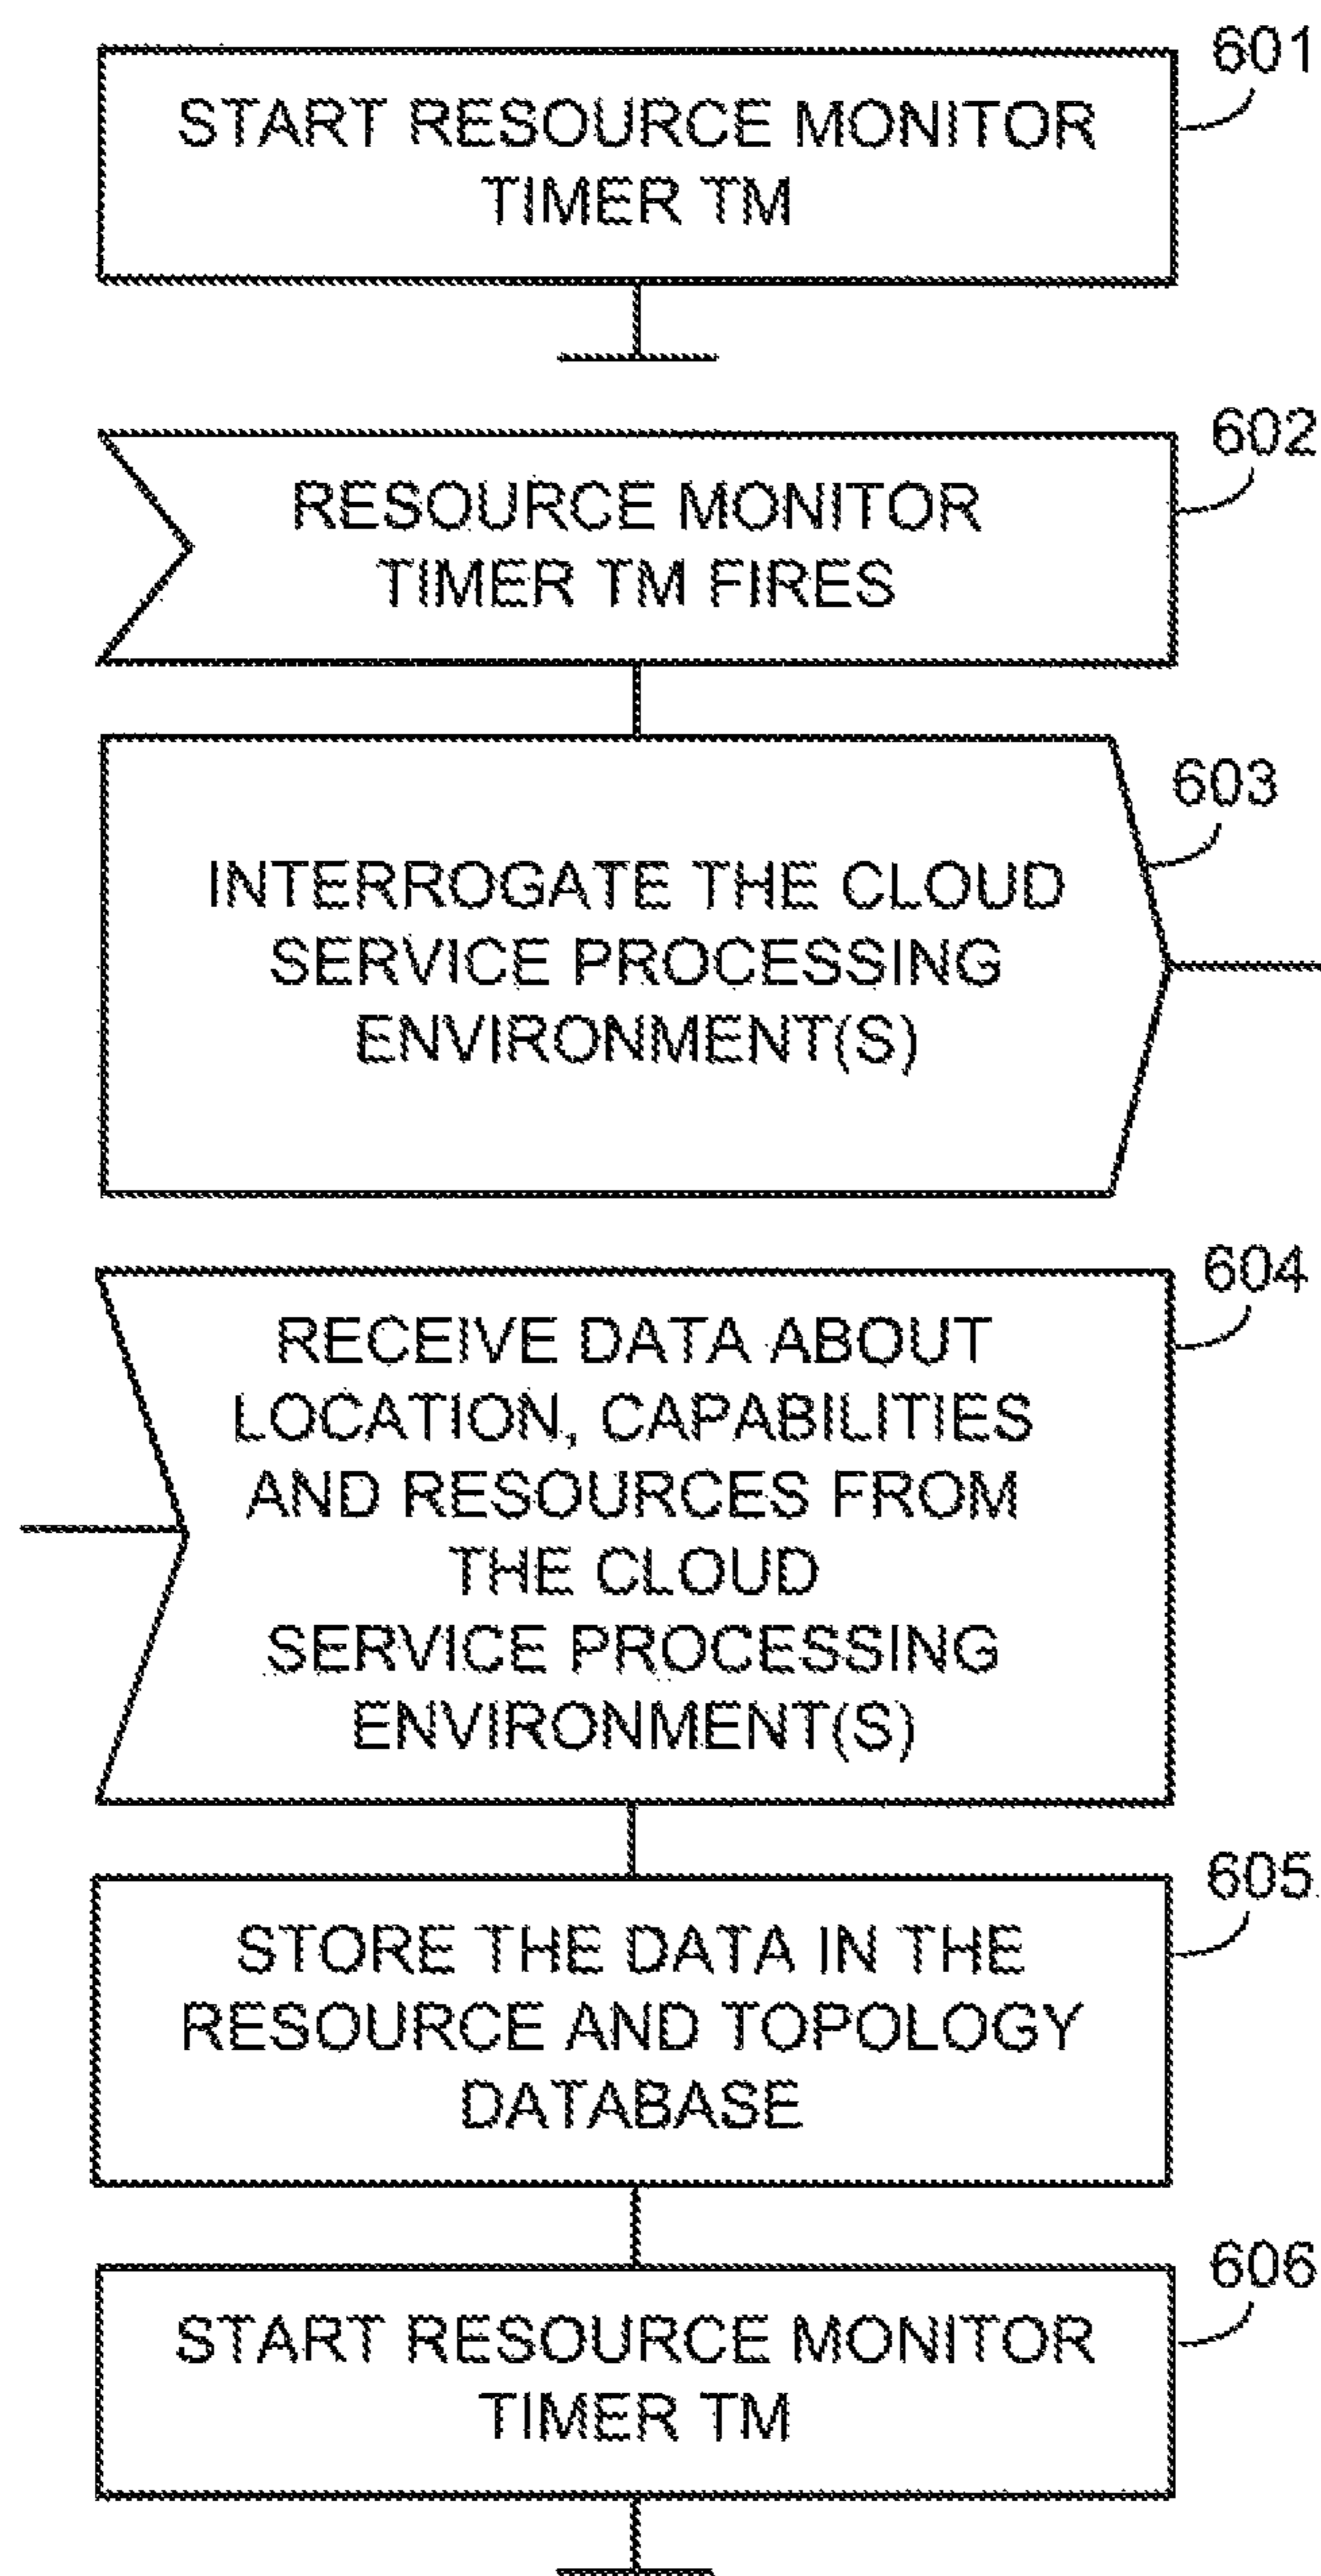 601
START RESOURCE MONITOR
TIMER TM
602
RESOURCE MONITOR
TIMER TM FIRES
603
INTERROGATE THE CLOUD
SERVICE PROCESSING
ENVIRONMENT(S)
604
RECEIVE DATA ABOUT
LOCATION, CAPABILITIES
AND RESOURCES FROM
THE CLOUD
SERVICE PROCESSING
ENVIRONMENT(S)
605
STORE THE DATA IN THE
RESOURCE AND TOPOLOGY
DATABASE
606
START RESOURCE MONITOR
TIMER TM